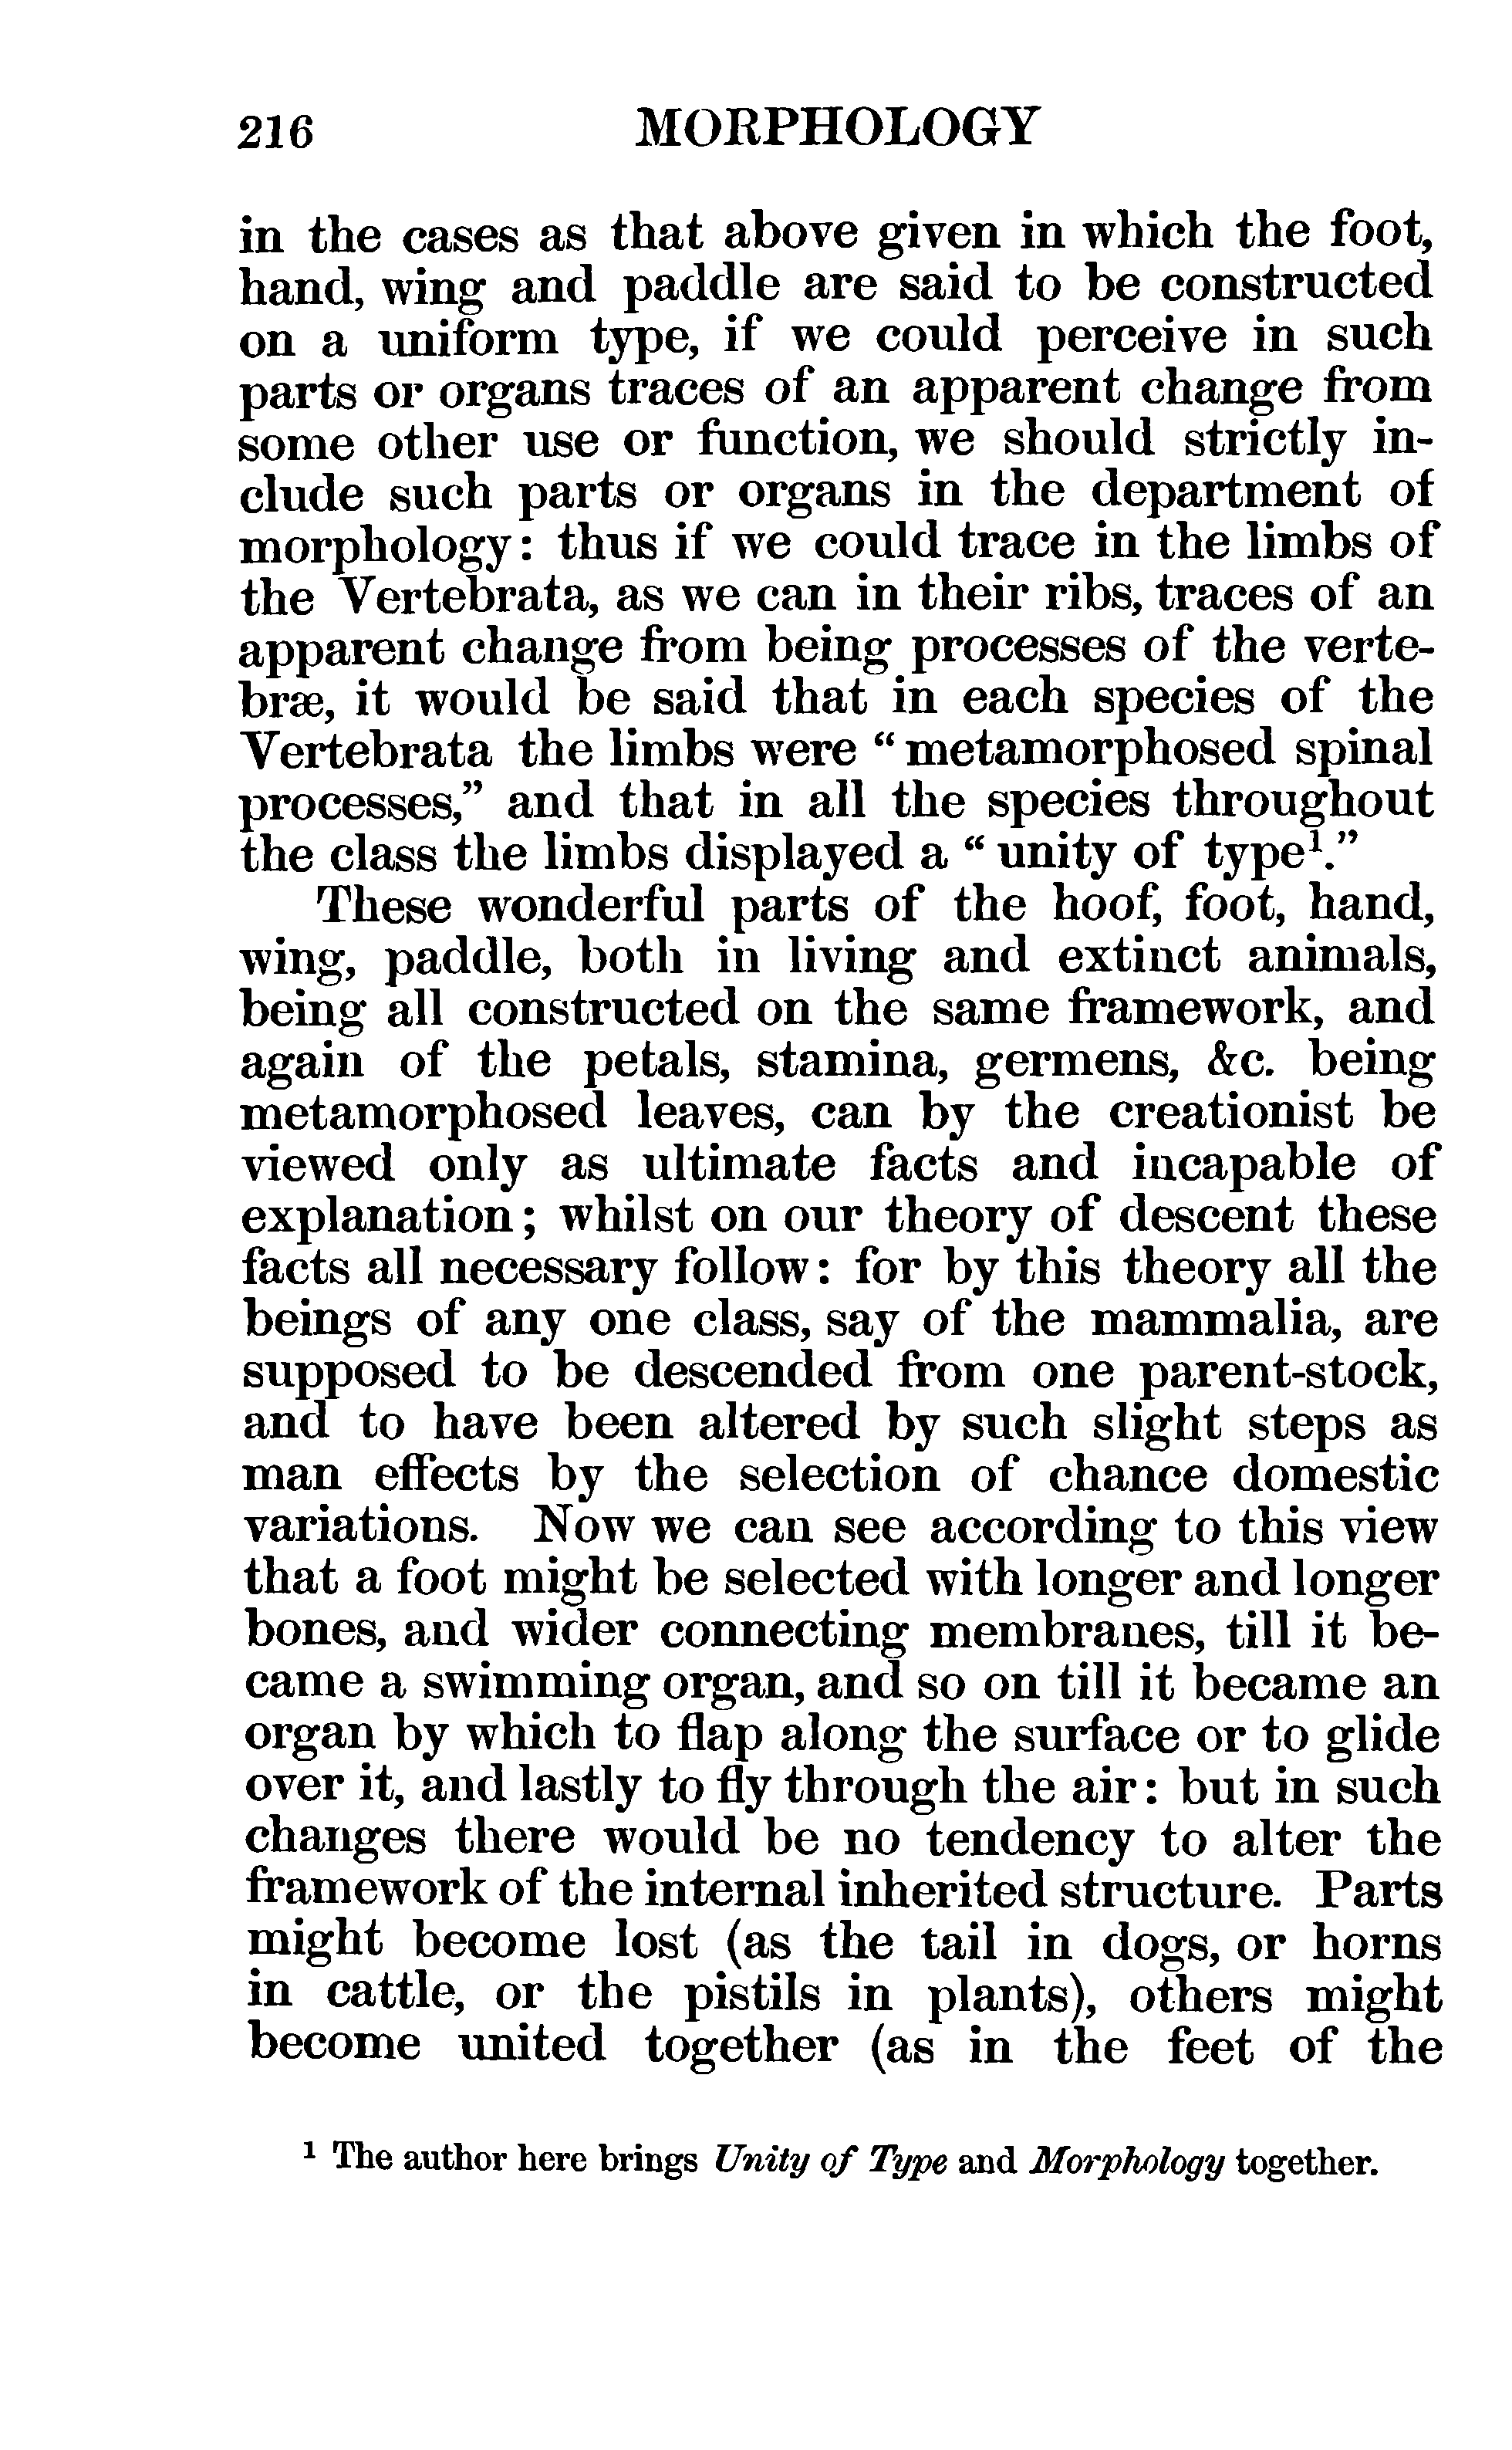 216 MORPHOLOGY
in the cases as that above given in which the foot,
hand, wing and paddle are said to be constructed
on a uniform type, if we could perceive in such
parts or organs traces of an apparent change from
some other use or function, we should strictly in-
clude such parts or organs in the department of
morphology: thus if we could trace in the limbs of
the Vertebrata, as we can in their ribs, traces of an
apparent change from being processes of the verte-
bræ, it would be said that in each species of the
Vertebrata the limbs were “metamorphosed spinal
processes,” and that in all the species throughout
the class the limbs displayed a “unity of type¹.”
These wonderful parts of the hoof, foot, hand,
wing, paddle, both in living and extinct animals,
being all constructed on the same framework, and
again of the petals, stamina, germens, &c. being
metamorphosed leaves, can by the creationist be
viewed only as ultimate facts and incapable of
explanation; whilst on our theory of descent these
facts all necessary follow: for by this theory all the
beings of any one class, say of the mammalia, are
supposed to be descended from one parent-stock,
and to have been altered by such slight steps as
man effects by the selection of chance domestic
variations. Now we can see according to this view
that a foot might be selected with longer and longer
bones, and wider connecting membranes, till it be-
came a swimming organ, and so on till it became an
organ by which to flap along the surface or to glide
over it, and lastly to fly through the air: but in such
changes there would be no tendency to alter the
framework of the internal inherited structure. Parts
might become lost (as the tail in dogs, or horns
in cattle, or the pistils in plants), others might
become united together (as in the feet of the
¹ The author here brings Unity of Type and Morphology together.